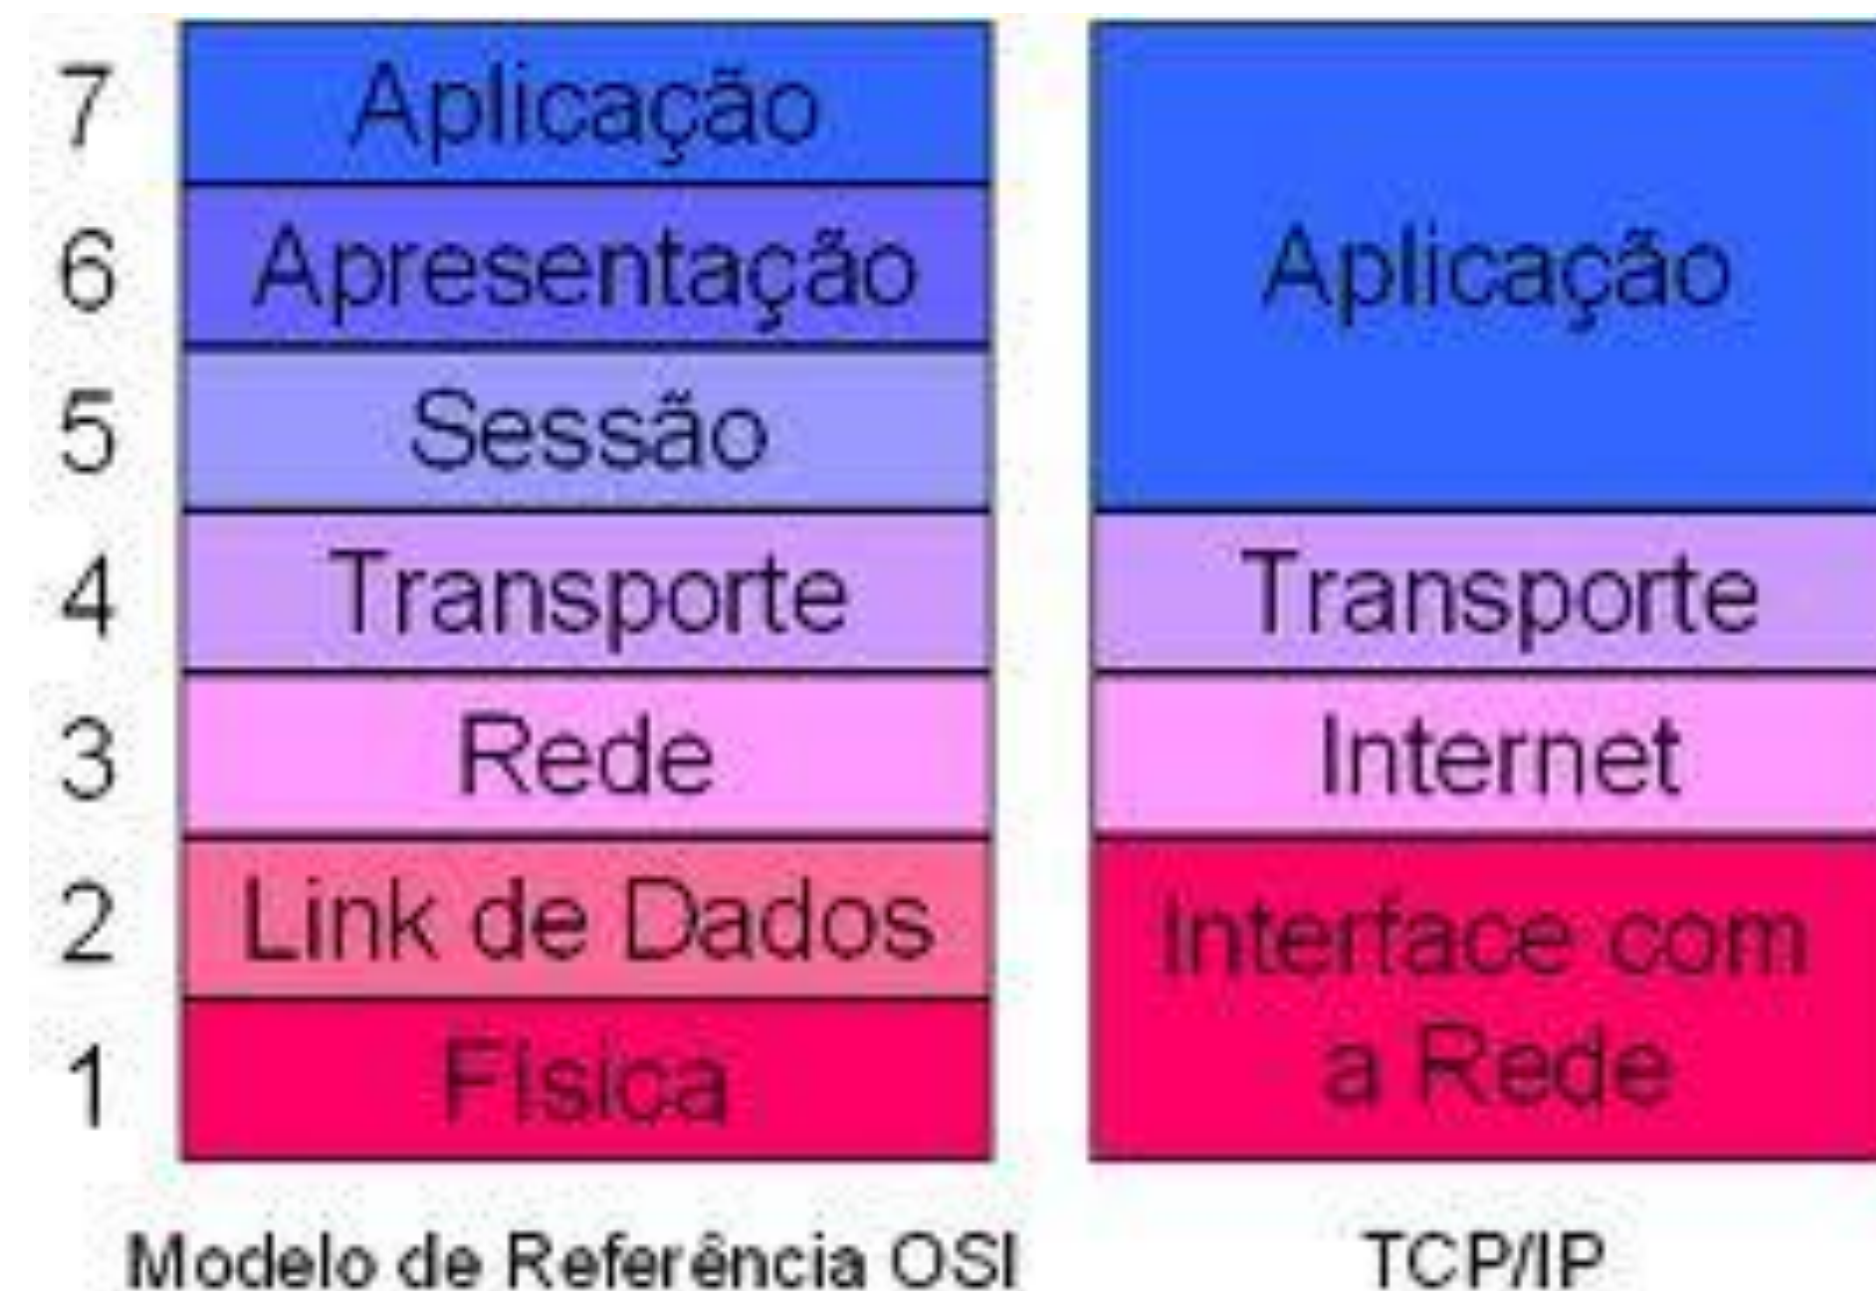 7 Aplicação
6 Apresentação
5 Sessão
4 Transporte
3 Rede
2 Link de Dados
1 Física
Modelo de Referência OSI
Aplicação
Transporte
Internet
Interface com
a Rede
TCP/IP